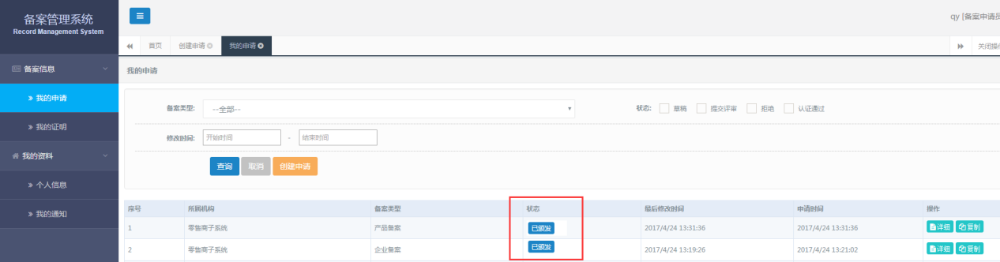 备案管理系统
Record Management System
qy [备案申请员
首页 创建申请 我的申请 关闭操作
备案信息
我的申请
我的证明
我的资料
个人信息
我的通知
我的申请
备案类型: --全部-- 状态: 草稿 提交评审 拒绝 认证通过
修改时间: 开始时间 - 结束时间
查询 取消 创建申请
序号 所属机构 备案类型 状态 最后修改时间 申请时间 操作
1 零售商子系统 产品备案 已颁发 2017/4/24 13:31:36 2017/4/24 13:31:36 详细 复制
2 零售商子系统 企业备案 已颁发 2017/4/24 13:19:26 2017/4/24 13:21:02 详细 复制